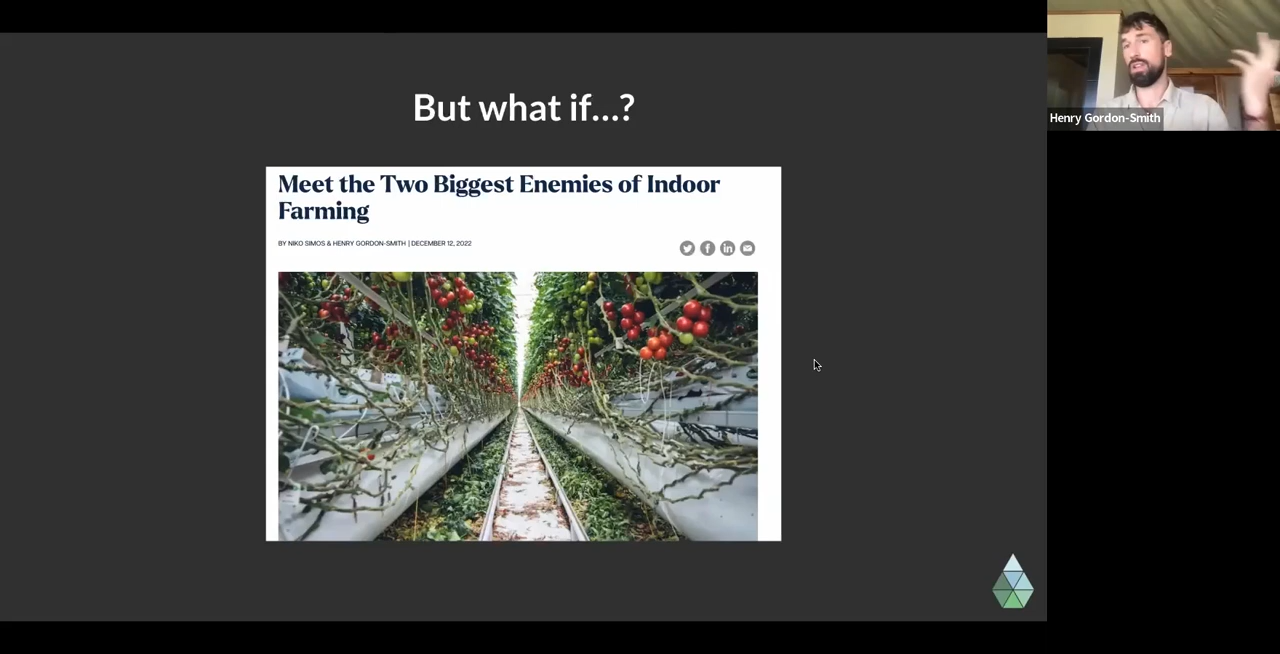 But what if...?
Meet the Two Biggest Enemies of Indoor
Farming
BY NIKO SIMOS & HENRY GORDON-SMITH | DECEMBER 12, 2022
Henry Gordon-Smith